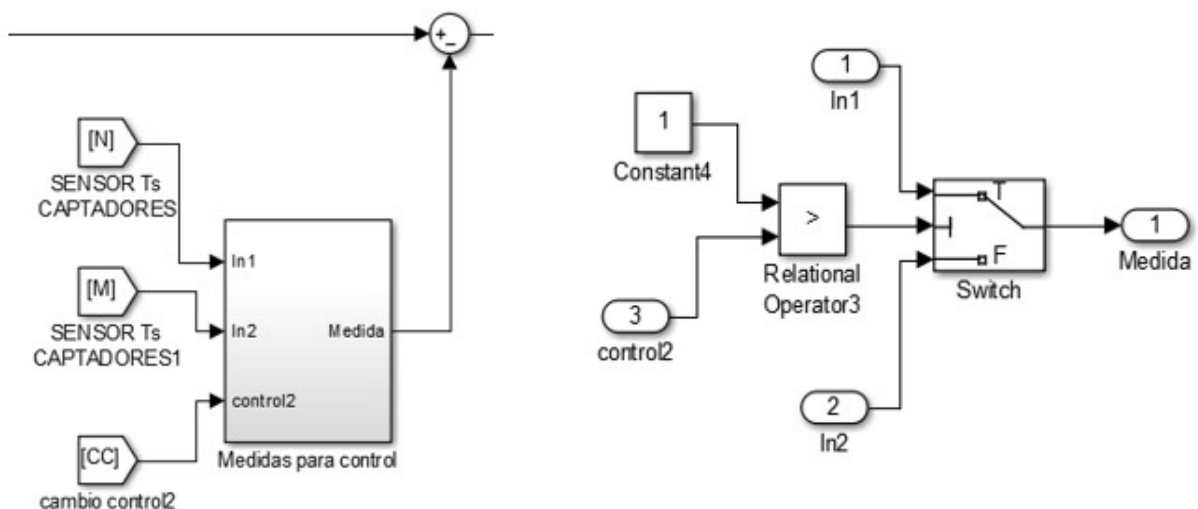 +
-
[N]
SENSOR Ts
CAPTADORES
[M]
SENSOR Ts
CAPTADORES1
[CC]
cambio control2
In1
In2
control2
Medida
Medidas para control
1
In1
1
Constant4
>
Relational
Operator3
3
control2
2
In2
T
F
Switch
1
Medida